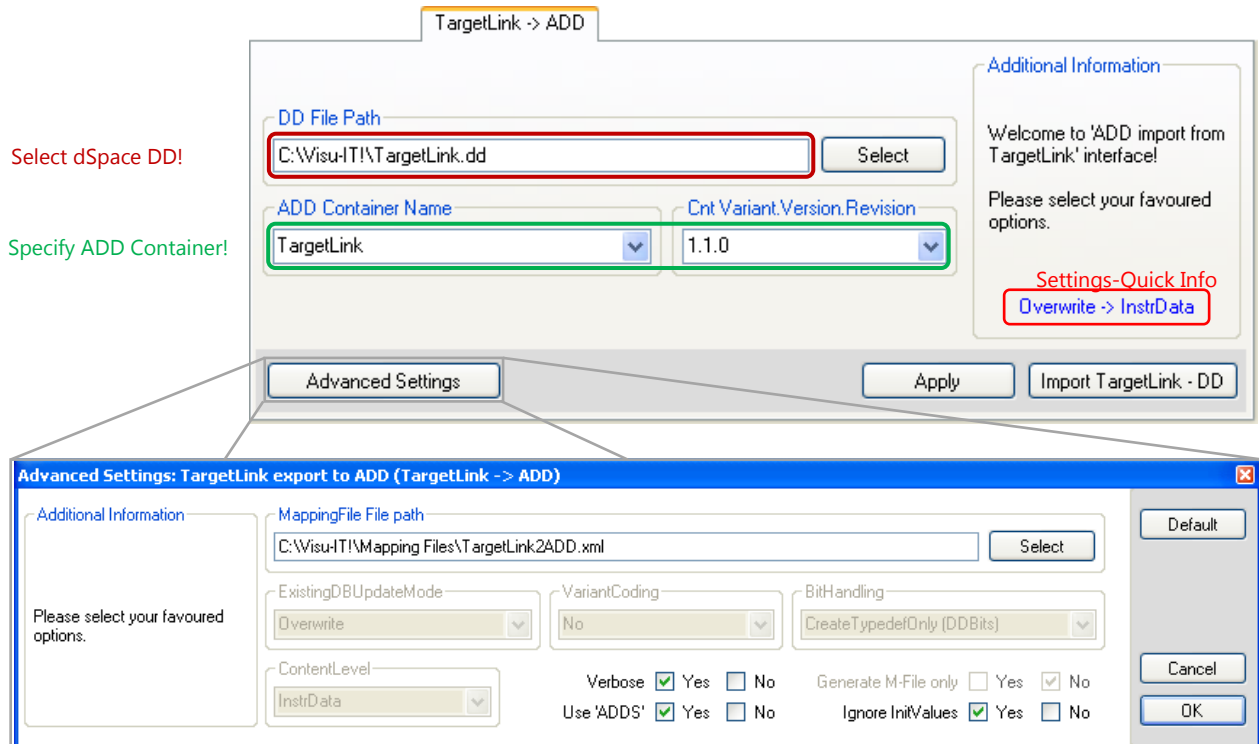 TargetLink -> ADD
Additional Information
DD File Path
Select dSpace DD!
C:\Visu-IT!\TargetLink.dd
Select
Welcome to 'ADD import from
TargetLink' interface!
Please select your favoured
options.
ADD Container Name
Cnt Variant.Version.Revision
Specify ADD Container!
TargetLink
1.1.0
Settings-Quick Info
Overwrite -> InstrData
Advanced Settings
Apply
Import TargetLink - DD
Advanced Settings: TargetLink export to ADD (TargetLink -> ADD)
Additional Information
Please select your favoured
options.
MappingFile File path
C:\Visu-IT!\Mapping Files\TargetLink2ADD.xml
Select
Default
ExistingDBUpdateMode
VariantCoding
BitHandling
Overwrite
No
CreateTypedefOnly (DDBits)
ContentLevel
InstrData
Verbose Yes No
Generate M-File only Yes No
Use 'ADDS' Yes No
Ignore InitValues Yes No
Cancel
OK